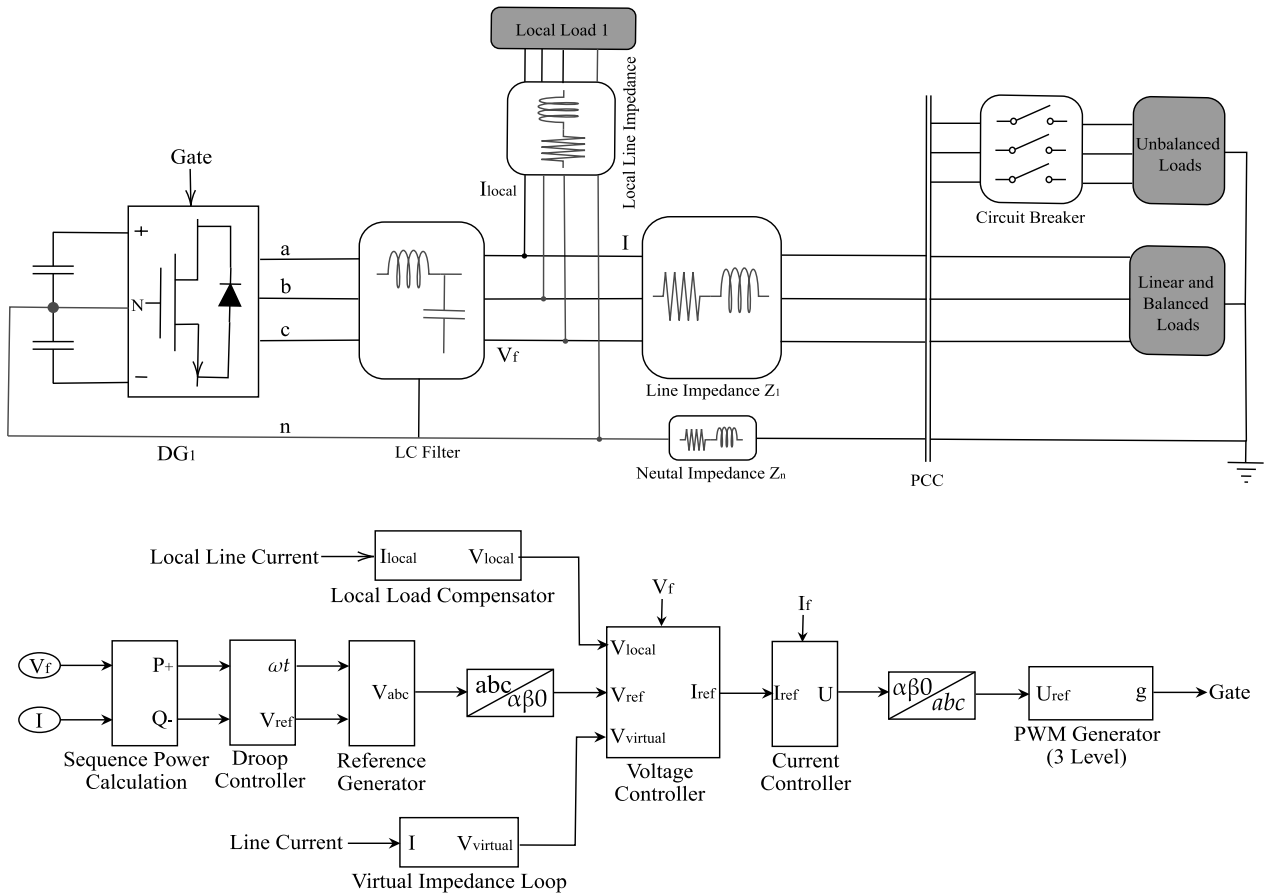 Local Load 1
Local Line Impedance
Gate
Ilocal
Unbalanced
Loads
Circuit Breaker
+
N
−
a
b
c
I
Vf
Linear and
Balanced
Loads
Line Impedance Z1
n
DG1
LC Filter
Neutal Impedance Zn
PCC
Local Line Current
Ilocal Vlocal
Local Load Compensator
Vf
If
Vf
I
P+
Q-
Sequence Power
Calculation
ωt
Vref
Droop
Controller
Vabc
Reference
Generator
abc
αβ0
Vlocal
Vref
Vvirtual
Iref
Voltage
Controller
Iref U
Current
Controller
αβ0
abc
Uref g
PWM Generator
(3 Level)
Gate
Line Current
I Vvirtual
Virtual Impedance Loop